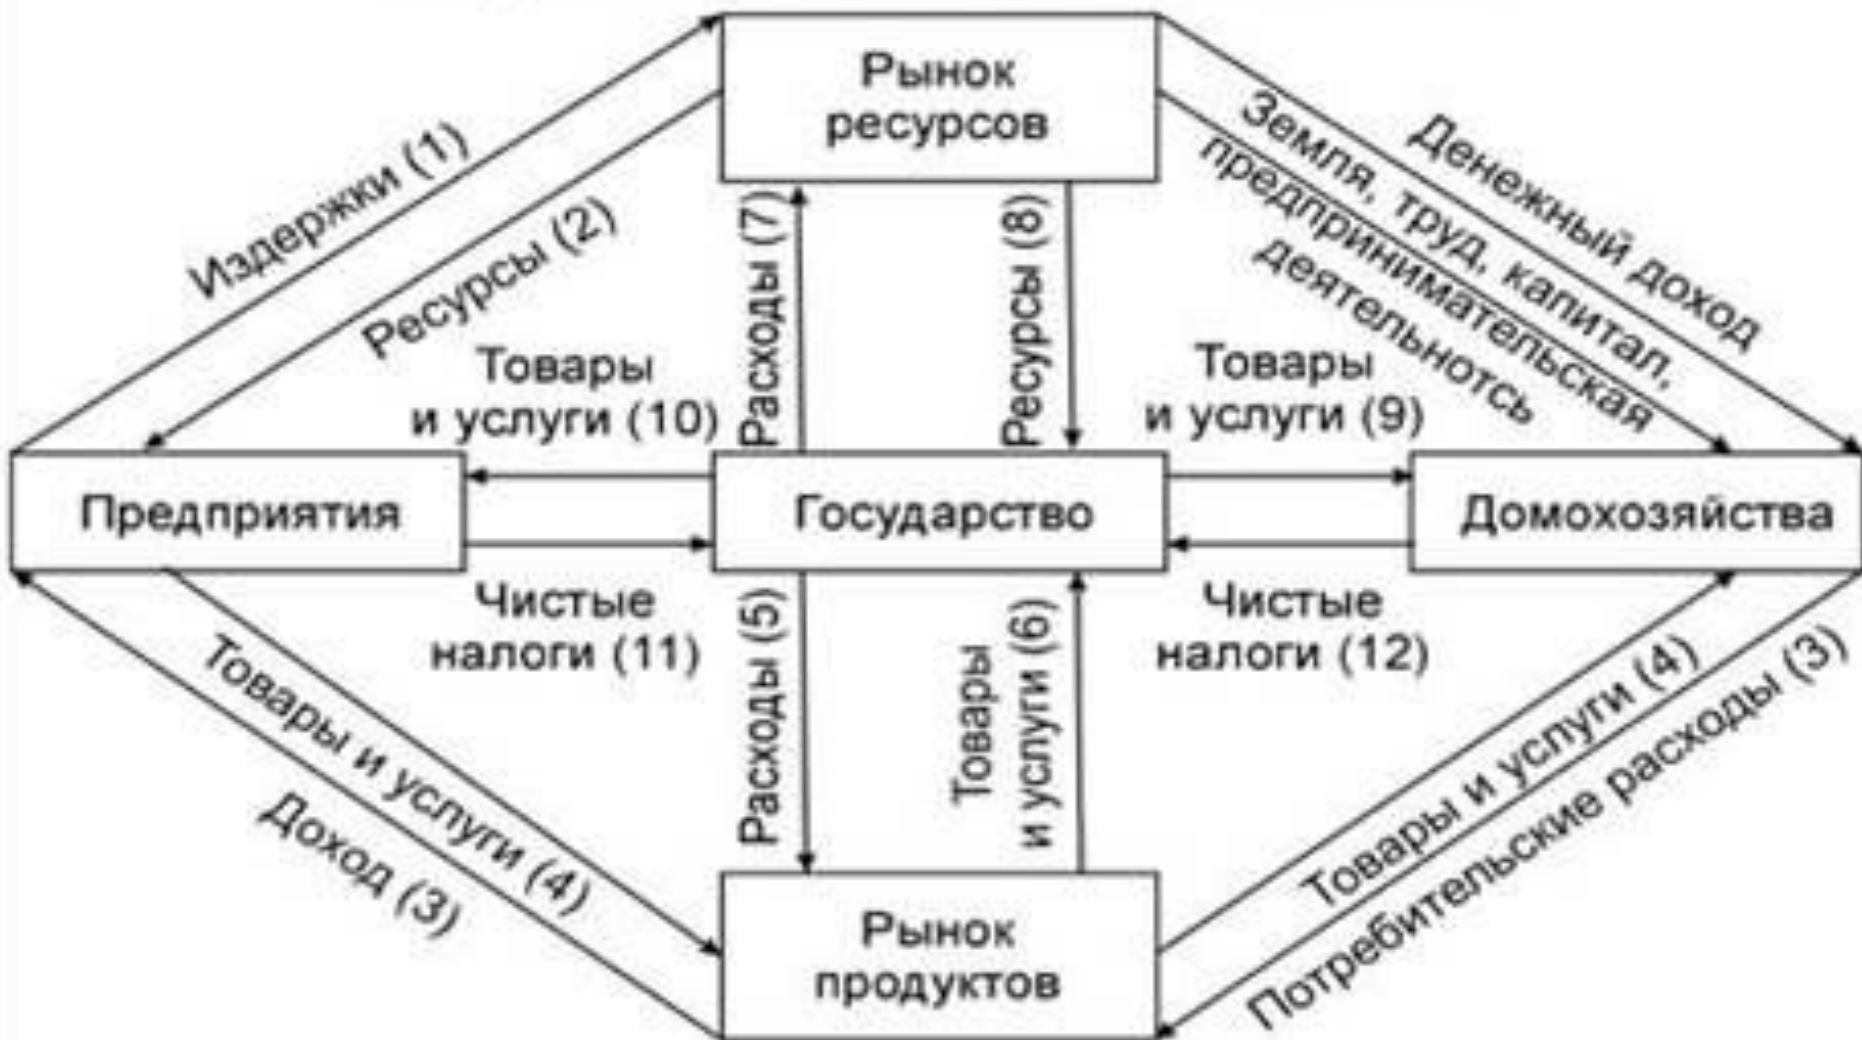 Рынок
ресурсов
Издержки (1)
Ресурсы (2)
Денежный доход
Земля, труд, капитал,
предпринимательская
деятельнотсь
Расходы (7)
Ресурсы (8)
Товары
и услуги (10)
Товары
и услуги (9)
Предприятия
Государство
Домохозяйства
Чистые
налоги (11)
Чистые
налоги (12)
Расходы (5)
Товары
и услуги (6)
Товары и услуги (4)
Доход (3)
Товары и услуги (4)
Потребительские расходы (3)
Рынок
продуктов